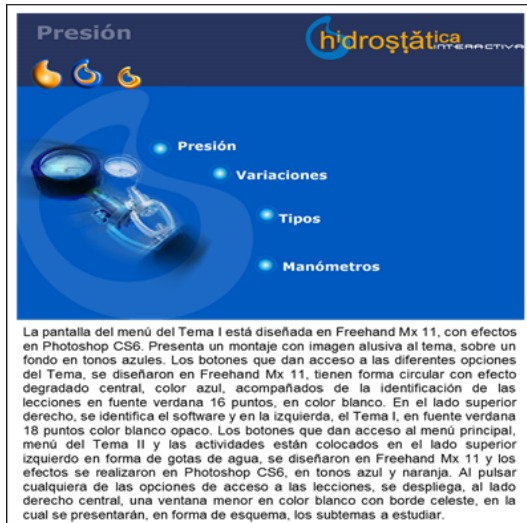 Presión
hidrostática
INTERACTIVA
Presión
Variaciones
Tipos
Manómetros
La pantalla del menú del Tema I está diseñada en Freehand Mx 11, con efectos
en Photoshop CS6. Presenta un montaje con imagen alusiva al tema, sobre un
fondo en tonos azules. Los botones que dan acceso a las diferentes opciones
del Tema, se diseñaron en Freehand Mx 11, tienen forma circular con efecto
degradado central, color azul, acompañados de la identificación de las
lecciones en fuente verdana 16 puntos, en color blanco. En el lado superior
derecho, se identifica el software y en la izquierda, el Tema I, en fuente verdana
18 puntos color blanco opaco. Los botones que dan acceso al menú principal,
menú del Tema II y las actividades están colocados en el lado superior
izquierdo en forma de gotas de agua, se diseñaron en Freehand Mx 11 y los
efectos se realizaron en Photoshop CS6, en tonos azul y naranja. Al pulsar
cualquiera de las opciones de acceso a las lecciones, se despliega, al lado
derecho central, una ventana menor en color blanco con borde celeste, en la
cual se presentarán, en forma de esquema, los subtemas a estudiar.